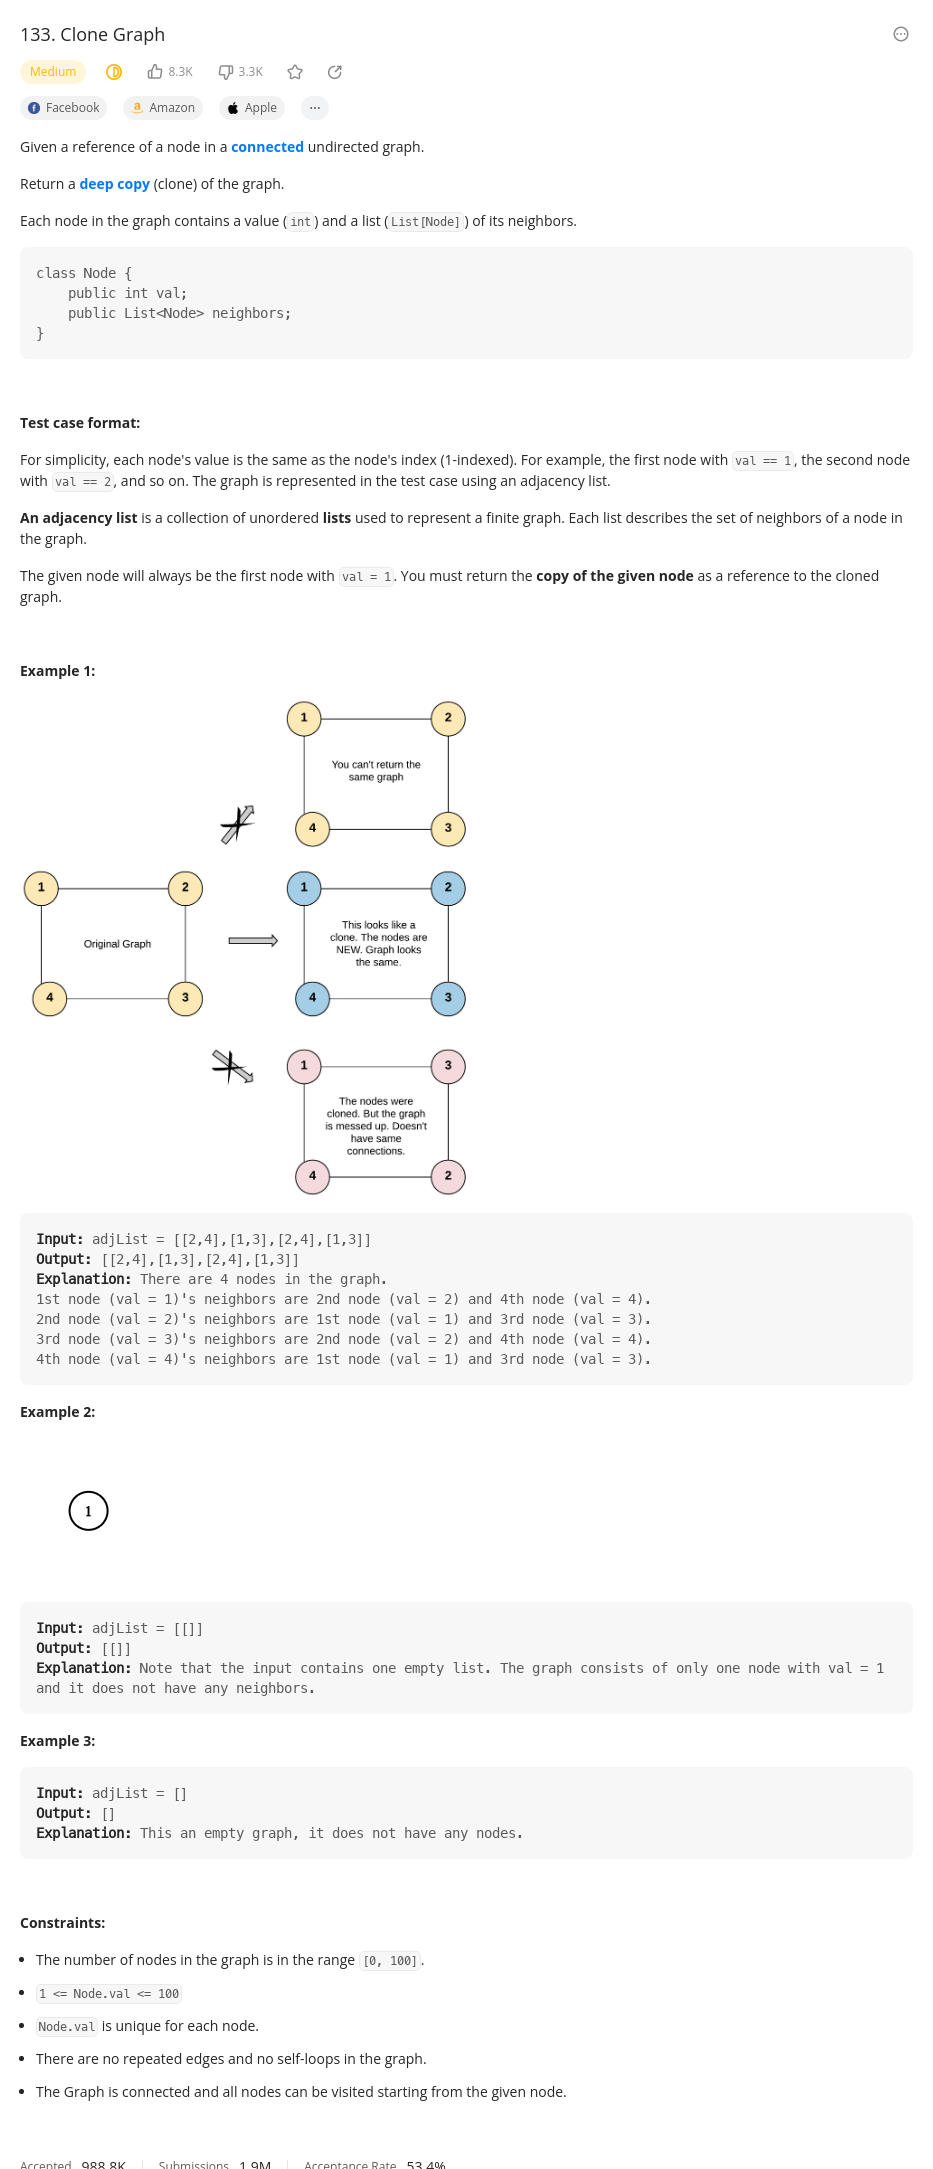 133. Clone Graph
Medium 8.3K 3.3K
Facebook Amazon Apple ...
Given a reference of a node in a connected undirected graph.
Return a deep copy (clone) of the graph.
Each node in the graph contains a value (int) and a list (List[Node]) of its neighbors.
class Node {
    public int val;
    public List<Node> neighbors;
}
Test case format:
For simplicity, each node's value is the same as the node's index (1-indexed). For example, the first node with val == 1, the second node
with val == 2, and so on. The graph is represented in the test case using an adjacency list.
An adjacency list is a collection of unordered lists used to represent a finite graph. Each list describes the set of neighbors of a node in
the graph.
The given node will always be the first node with val = 1. You must return the copy of the given node as a reference to the cloned
graph.
Example 1:
1 2
You can't return the
same graph
4 3
1 2
Original Graph
4 3
1 2
This looks like a
clone. The nodes are
NEW. Graph looks
the same.
4 3
1 3
The nodes were
cloned. But the graph
is messed up. Doesn't
have same
connections.
4 2
Input: adjList = [[2,4],[1,3],[2,4],[1,3]]
Output: [[2,4],[1,3],[2,4],[1,3]]
Explanation: There are 4 nodes in the graph.
1st node (val = 1)'s neighbors are 2nd node (val = 2) and 4th node (val = 4).
2nd node (val = 2)'s neighbors are 1st node (val = 1) and 3rd node (val = 3).
3rd node (val = 3)'s neighbors are 2nd node (val = 2) and 4th node (val = 4).
4th node (val = 4)'s neighbors are 1st node (val = 1) and 3rd node (val = 3).
Example 2:
1
Input: adjList = [[]]
Output: [[]]
Explanation: Note that the input contains one empty list. The graph consists of only one node with val = 1
and it does not have any neighbors.
Example 3:
Input: adjList = []
Output: []
Explanation: This an empty graph, it does not have any nodes.
Constraints:
• The number of nodes in the graph is in the range [0, 100].
• 1 <= Node.val <= 100
• Node.val is unique for each node.
• There are no repeated edges and no self-loops in the graph.
• The Graph is connected and all nodes can be visited starting from the given node.
Accepted 988.8K Submissions 1.9M Acceptance Rate 53.4%